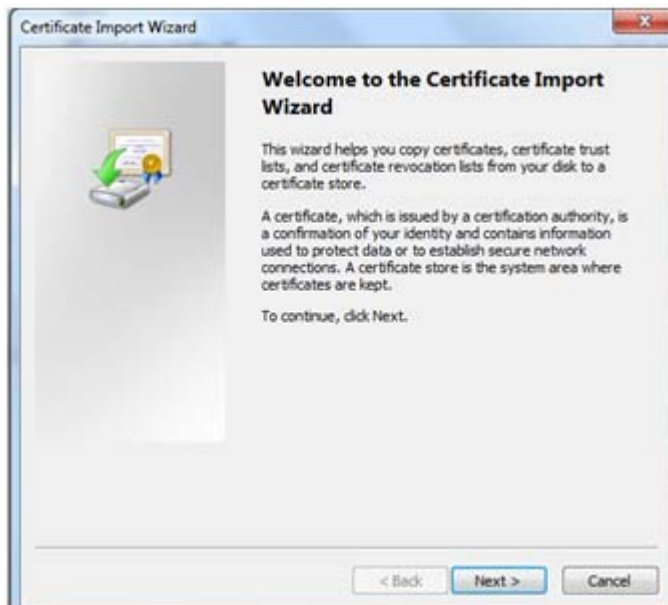 Certificate Import Wizard
Welcome to the Certificate Import
Wizard
This wizard helps you copy certificates, certificate trust
lists, and certificate revocation lists from your disk to a
certificate store.
A certificate, which is issued by a certification authority, is
a confirmation of your identity and contains information
used to protect data or to establish secure network
connections. A certificate store is the system area where
certificates are kept.
To continue, click Next.
< Back Next > Cancel